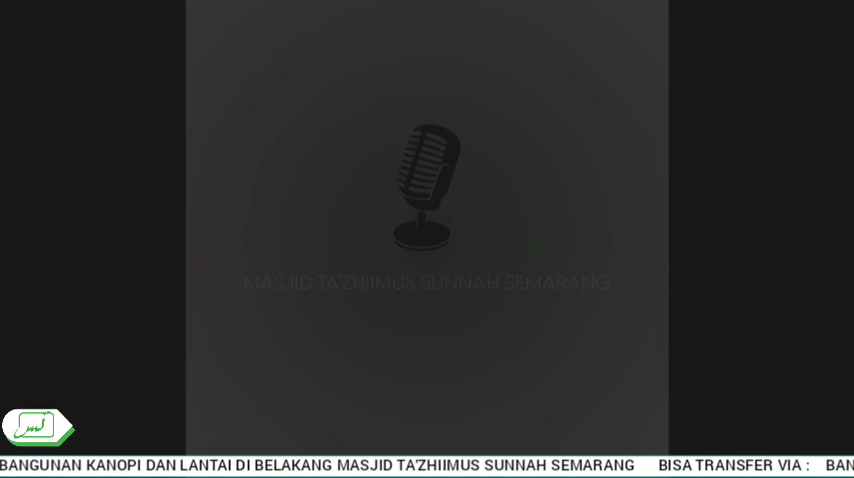 MASJID TA'ZHIIMUS SUNNAH SEMARANG
BANGUNAN KANOPI DAN LANTAI DI BELAKANG MASJID TA'ZHIIMUS SUNNAH SEMARANG BISA TRANSFER VIA : BAN